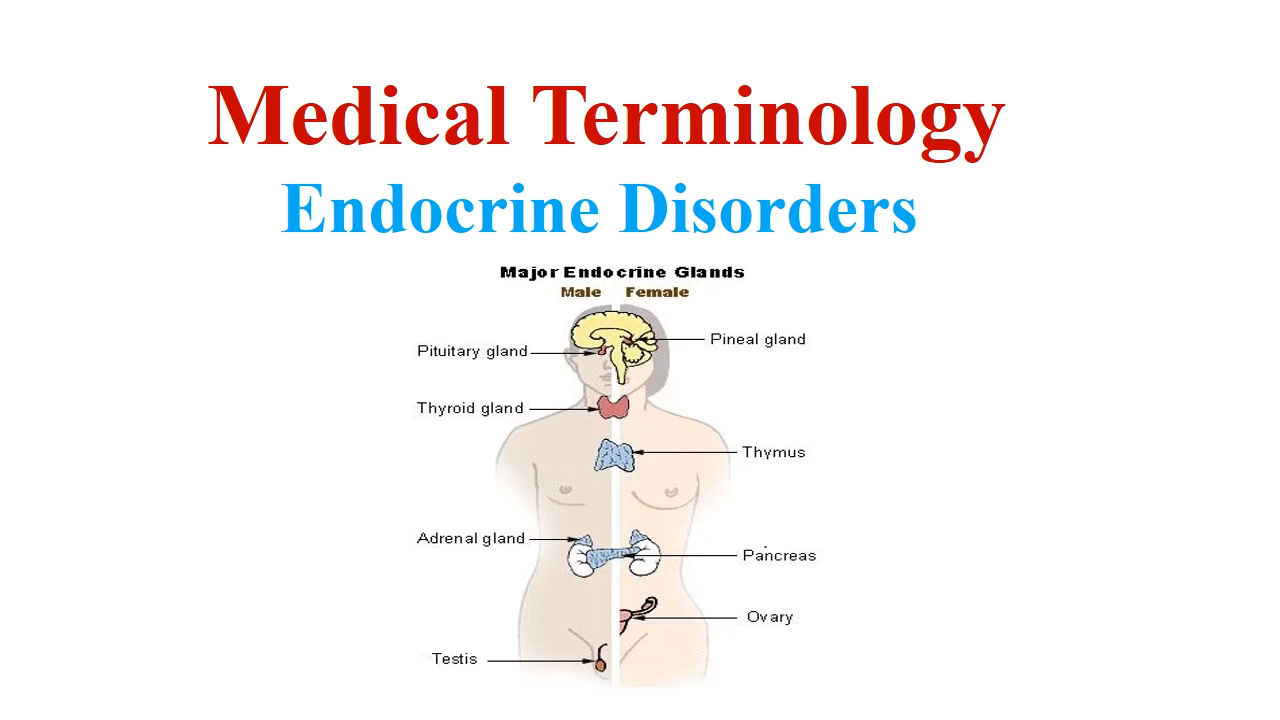 Medical Terminology
Endocrine Disorders
Major Endocrine Glands
Male Female
Pineal gland
Pituitary gland
Thyroid gland
Thymus
Adrenal gland
Pancreas
Ovary
Testis